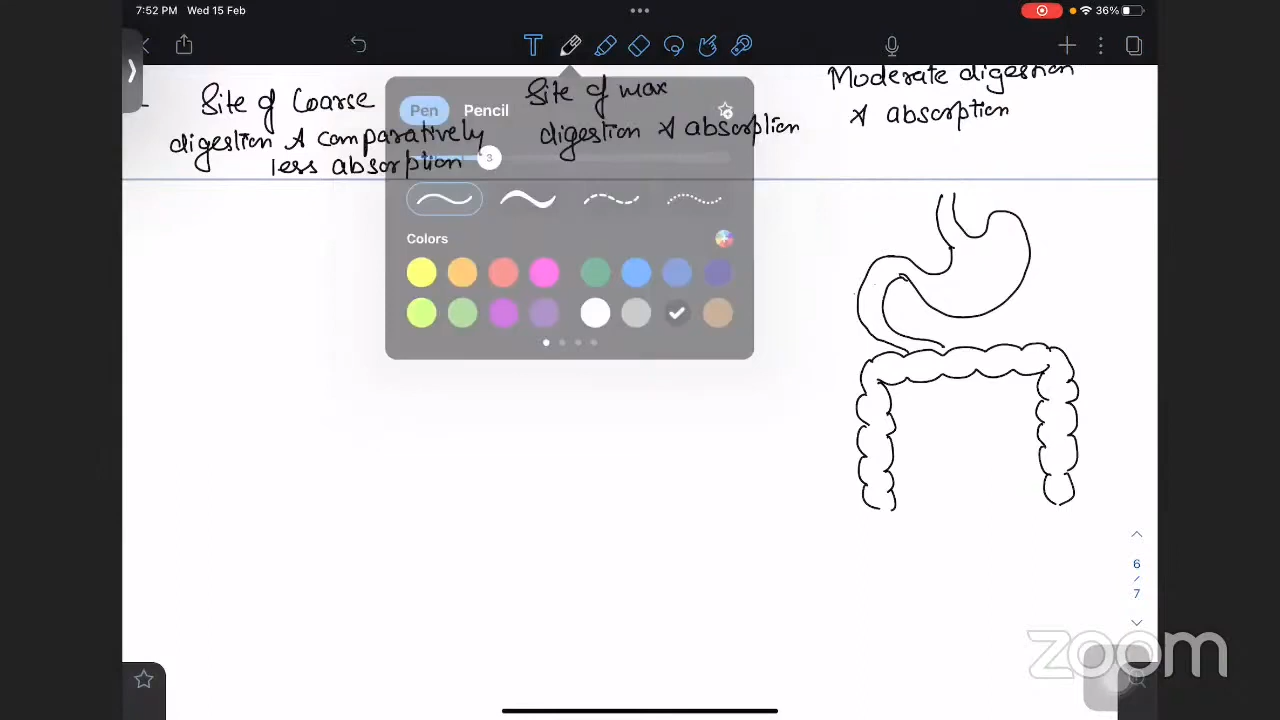 7:52 PM Wed 15 Feb
36%
Moderate digestion
& absorption
Site of Coarse
digestion & comparatively
less absorption
Site of max
digestion & absorption
Pen Pencil
3
Colors
6
/
7
zoom